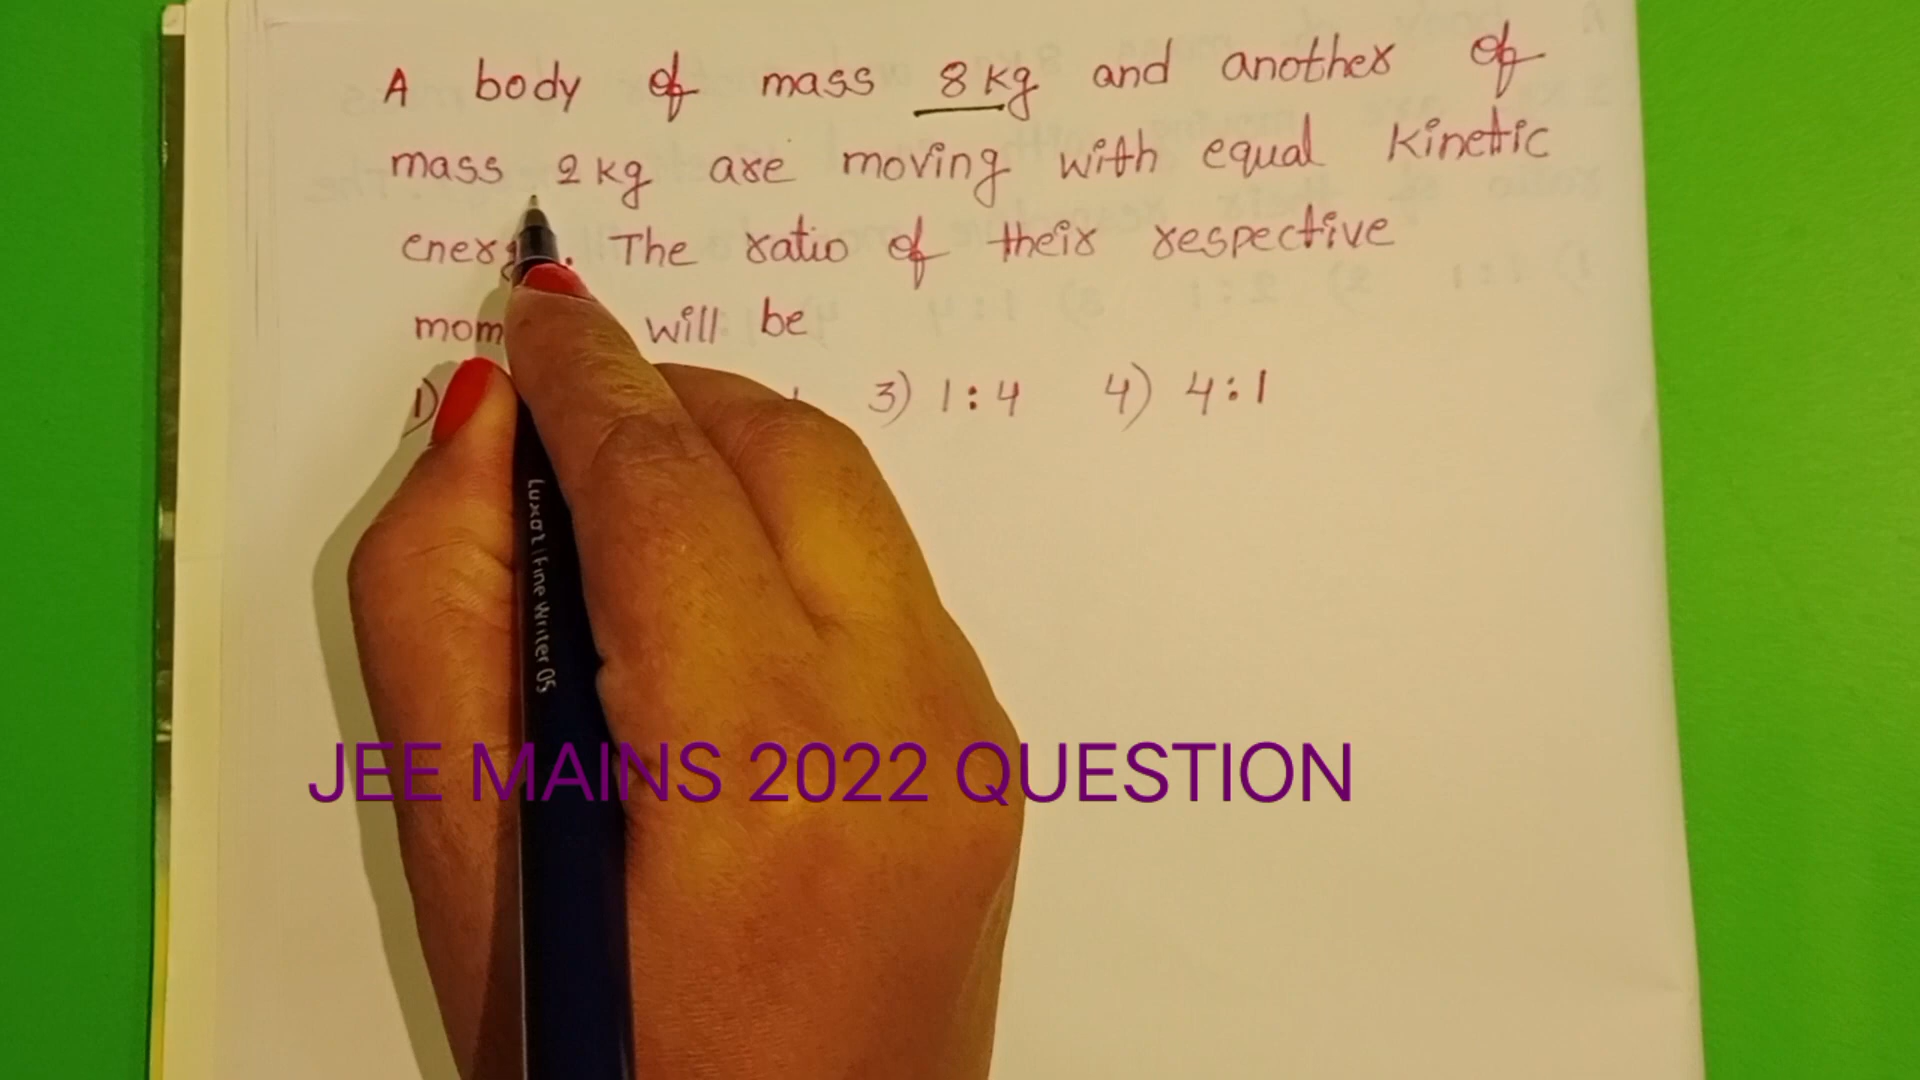 A body of mass 8 kg and another of
mass 2 kg are moving with equal kinetic
energy. The ratio of their respective
mom will be
1) 3) 1:4 4) 4:1
Luxor | Fine Writer 05
JEE MAINS 2022 QUESTION